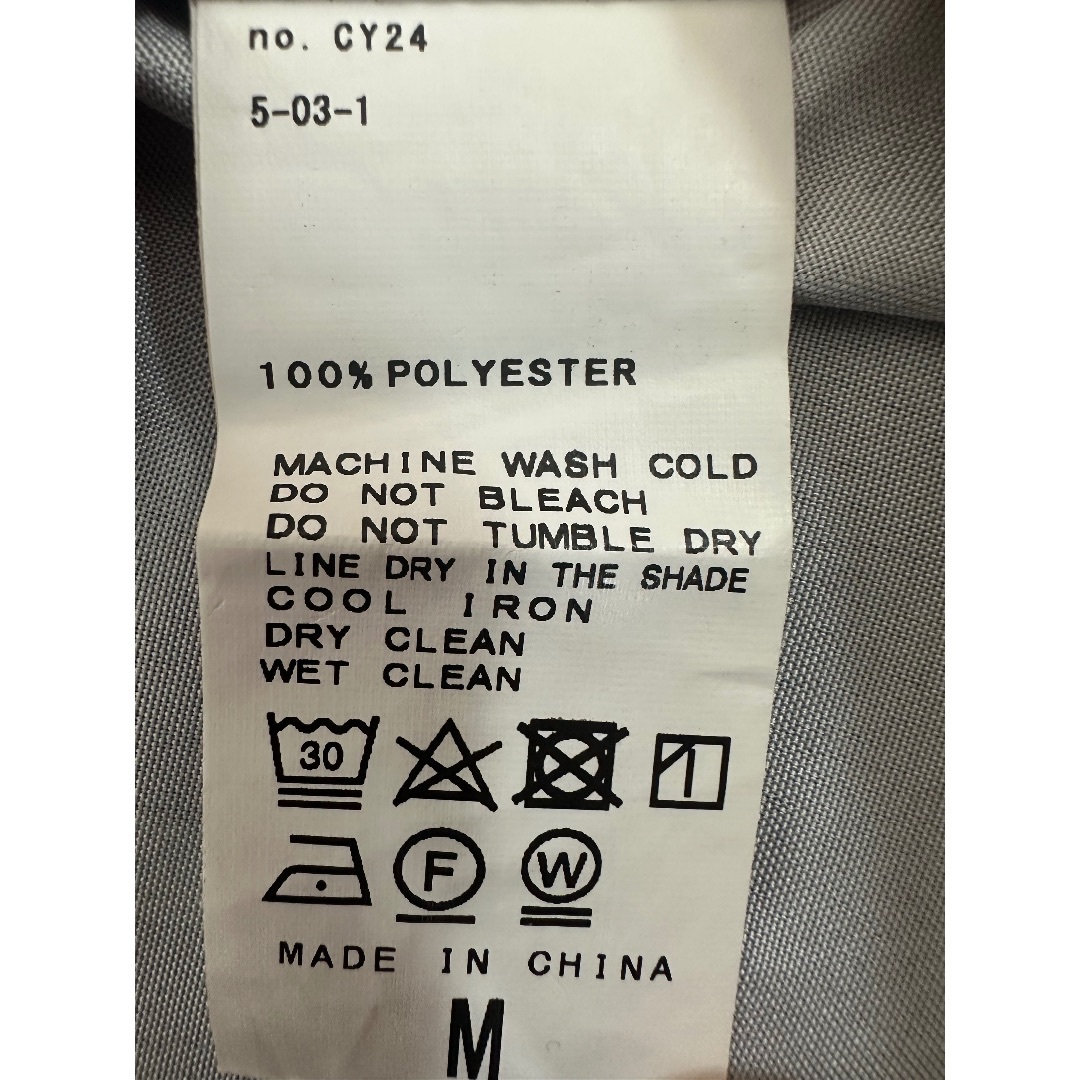 no. CY24
5-03-1
100% POLYESTER
MACHINE WASH COLD
DO NOT BLEACH
DO NOT TUMBLE DRY
LINE DRY IN THE SHADE
COOL IRON
DRY CLEAN
WET CLEAN
30
F W
MADE IN CHINA
M